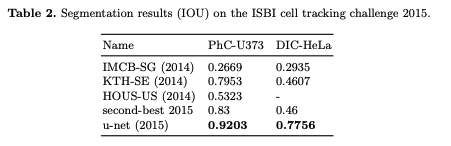 Table 2. Segmentation results (IOU) on the ISBI cell tracking challenge 2015.
Name PhC-U373 DIC-HeLa
IMCB-SG (2014) 0.2669 0.2935
KTH-SE (2014) 0.7953 0.4607
HOUS-US (2014) 0.5323 -
second-best 2015 0.83 0.46
u-net (2015) 0.9203 0.7756